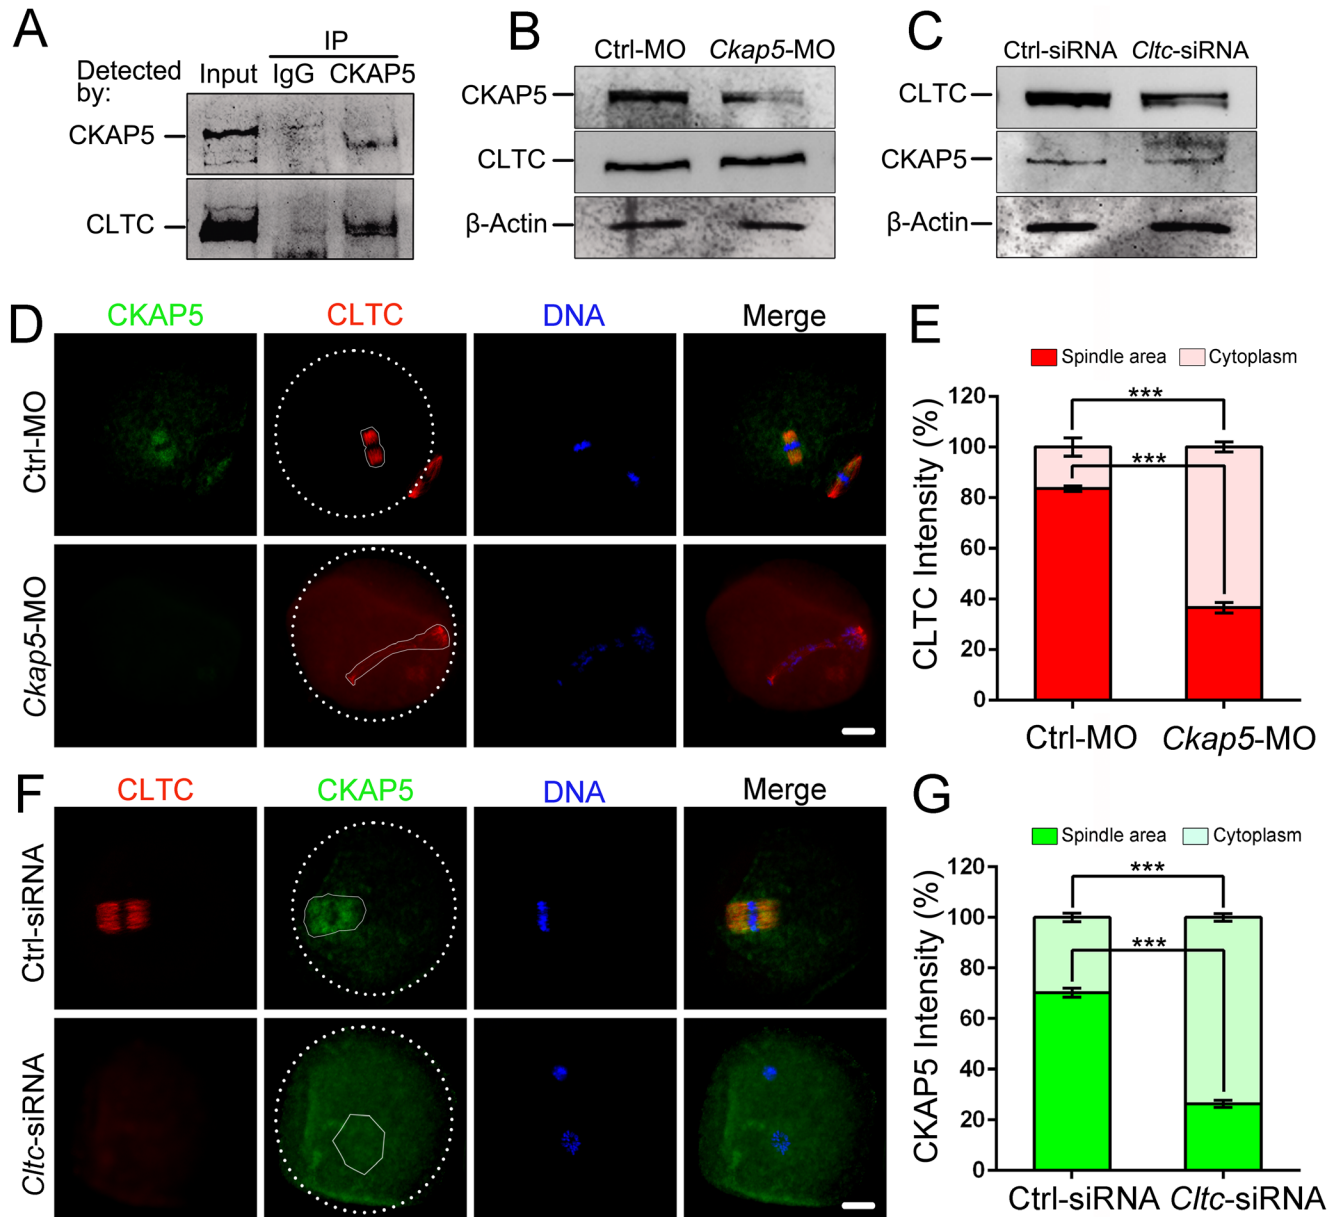 A
IP
Detected by:
Input
IgG
CKAP5
CKAP5
CLTC
B
Ctrl-MO
Ckap5-MO
CKAP5
CLTC
β-Actin
C
Ctrl-siRNA
Cltc-siRNA
CLTC
CKAP5
β-Actin
D
CKAP5
CLTC
DNA
Merge
Ctrl-MO
Ckap5-MO
E
Spindle area
Cytoplasm
CLTC Intensity (%)
120
100
80
60
40
20
0
***
***
Ctrl-MO
Ckap5-MO
F
CLTC
CKAP5
DNA
Merge
Ctrl-siRNA
Cltc-siRNA
G
Spindle area
Cytoplasm
CKAP5 Intensity (%)
120
100
80
60
40
20
0
***
***
Ctrl-siRNA
Cltc-siRNA